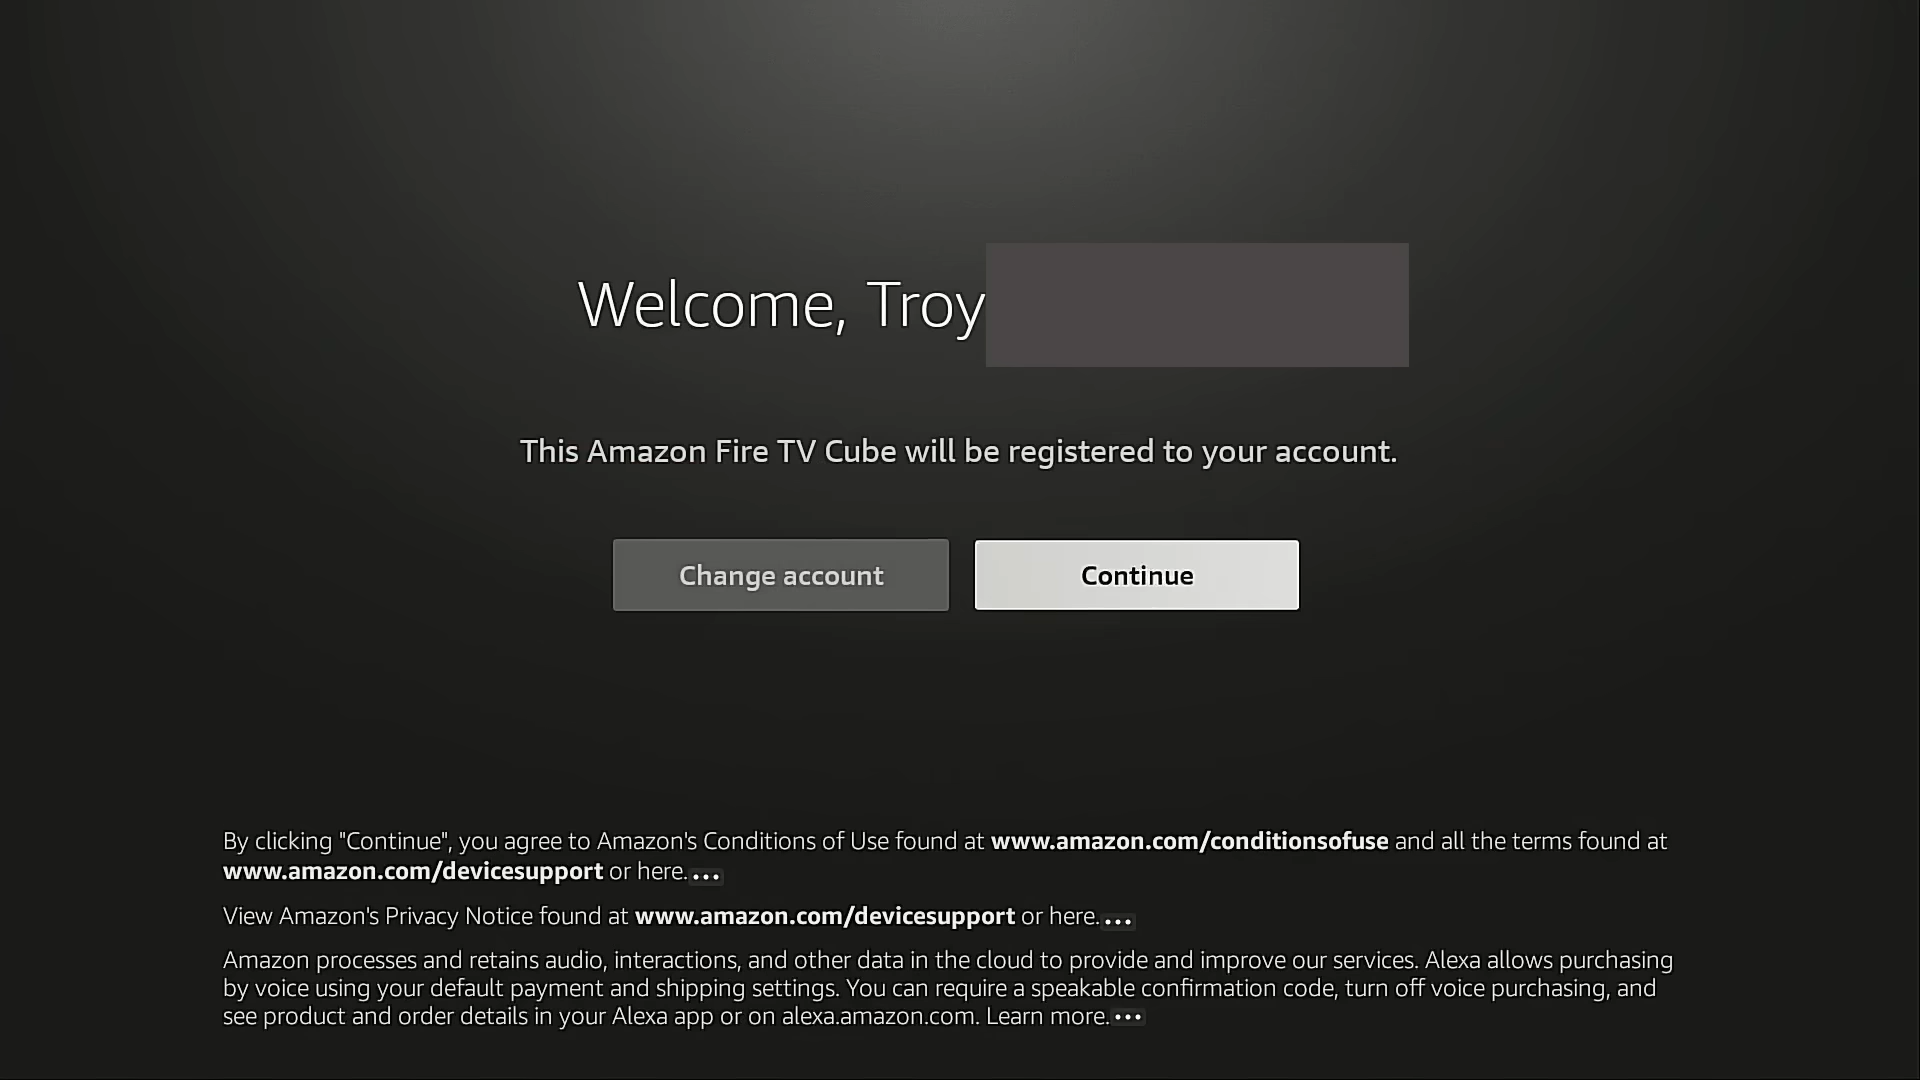 Welcome, Troy
This Amazon Fire TV Cube will be registered to your account.
Change account
Continue
By clicking "Continue", you agree to Amazon's Conditions of Use found at www.amazon.com/conditionsofuse and all the terms found at
www.amazon.com/devicesupport or here.
View Amazon's Privacy Notice found at www.amazon.com/devicesupport or here.
Amazon processes and retains audio, interactions, and other data in the cloud to provide and improve our services. Alexa allows purchasing
by voice using your default payment and shipping settings. You can require a speakable confirmation code, turn off voice purchasing, and
see product and order details in your Alexa app or on alexa.amazon.com. Learn more.